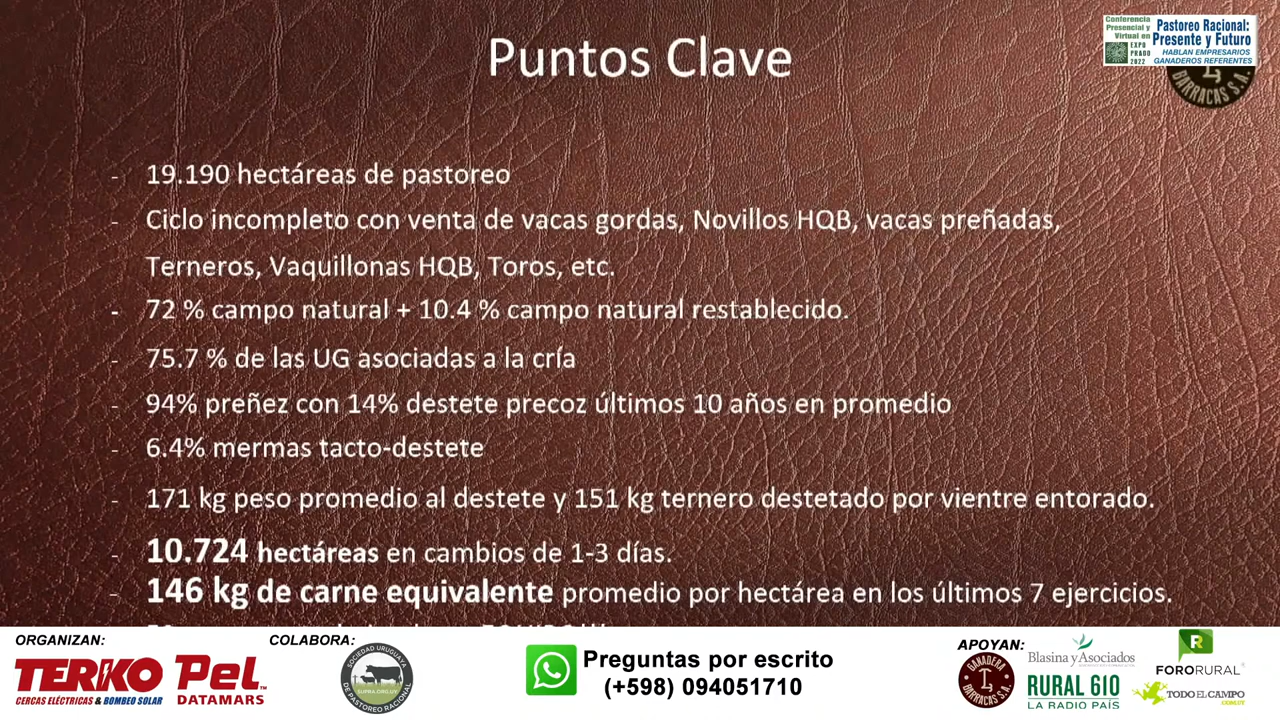 Puntos Clave
Conferencia
Presencial y
Virtual en
EXPO
PRADO
2022
Pastoreo Racional:
Presente y Futuro
HABLAN EMPRESARIOS
GANADEROS REFERENTES
BARRACAS S.A.
- 19.190 hectáreas de pastoreo
- Ciclo incompleto con venta de vacas gordas, Novillos HQB, vacas preñadas,
Terneros, Vaquillonas HQB, Toros, etc.
- 72 % campo natural + 10.4 % campo natural restablecido.
- 75.7 % de las UG asociadas a la cría
- 94% preñez con 14% destete precoz últimos 10 años en promedio
- 6.4% mermas tacto-destete
- 171 kg peso promedio al destete y 151 kg ternero destetado por vientre entorado.
- 10.724 hectáreas en cambios de 1-3 días.
- 146 kg de carne equivalente promedio por hectárea en los últimos 7 ejercicios.
ORGANIZAN:
TERKO
CERCAS ELÉCTRICAS & BOMBEO SOLAR
Pel
DATAMARS
COLABORA:
SOCIEDAD URUGUAYA
SUPRA.ORG.UY
DE PASTOREO RACIONAL
Preguntas por escrito
(+598) 094051710
APOYAN:
GANADERA
BARRACAS S.A.
Blasina y Asociados
RURAL 610
LA RADIO PAÍS
R
FORORURAL
TODO EL CAMPO
COM.UY